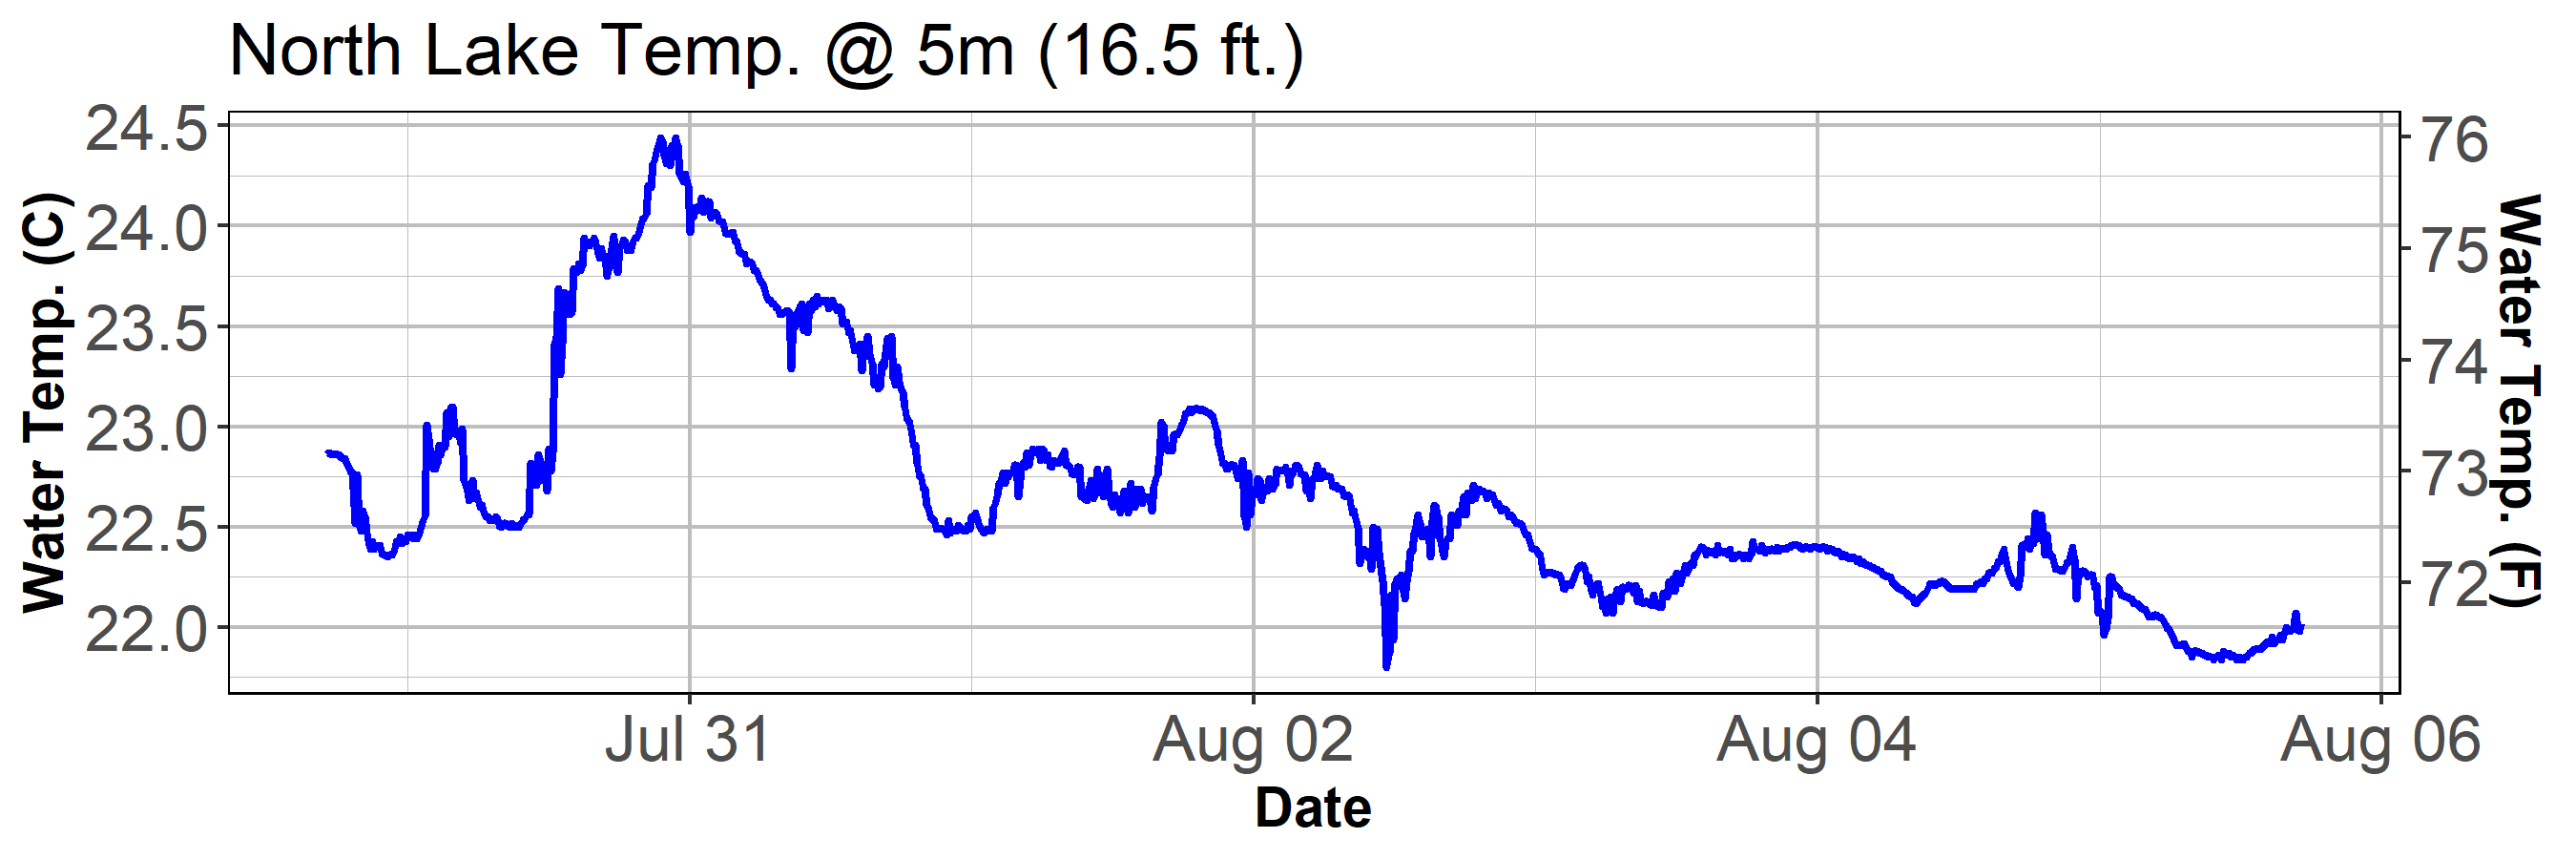 North Lake Temp. @ 5m (16.5 ft.)
Water Temp. (C)
24.5
24.0
23.5
23.0
22.5
22.0
76
75
74
73
72
Water Temp. (F)
Jul 31
Aug 02
Aug 04
Aug 06
Date